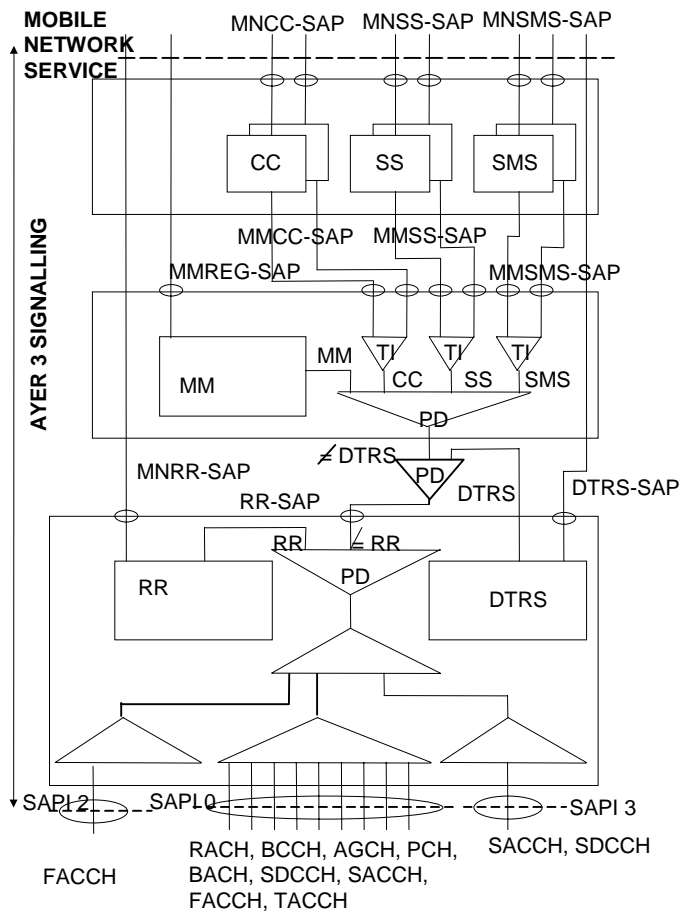 MOBILE
NETWORK
SERVICE
MNCC-SAP
MNSS-SAP
MNSMS-SAP
CC
SS
SMS
AYER 3 SIGNALLING
MMCC-SAP
MMSS-SAP
MMREG-SAP
MMSMS-SAP
TI
TI
TI
MM
MM
CC
SS
SMS
PD
≠ DTRS
PD
MNRR-SAP
DTRS
DTRS-SAP
RR-SAP
RR
≠ RR
RR
PD
DTRS
SAPI 2
SAPI 0
SAPI 3
FACCH
RACH, BCCH, AGCH, PCH,
BACH, SDCCH, SACCH,
FACCH, TACCH
SACCH, SDCCH